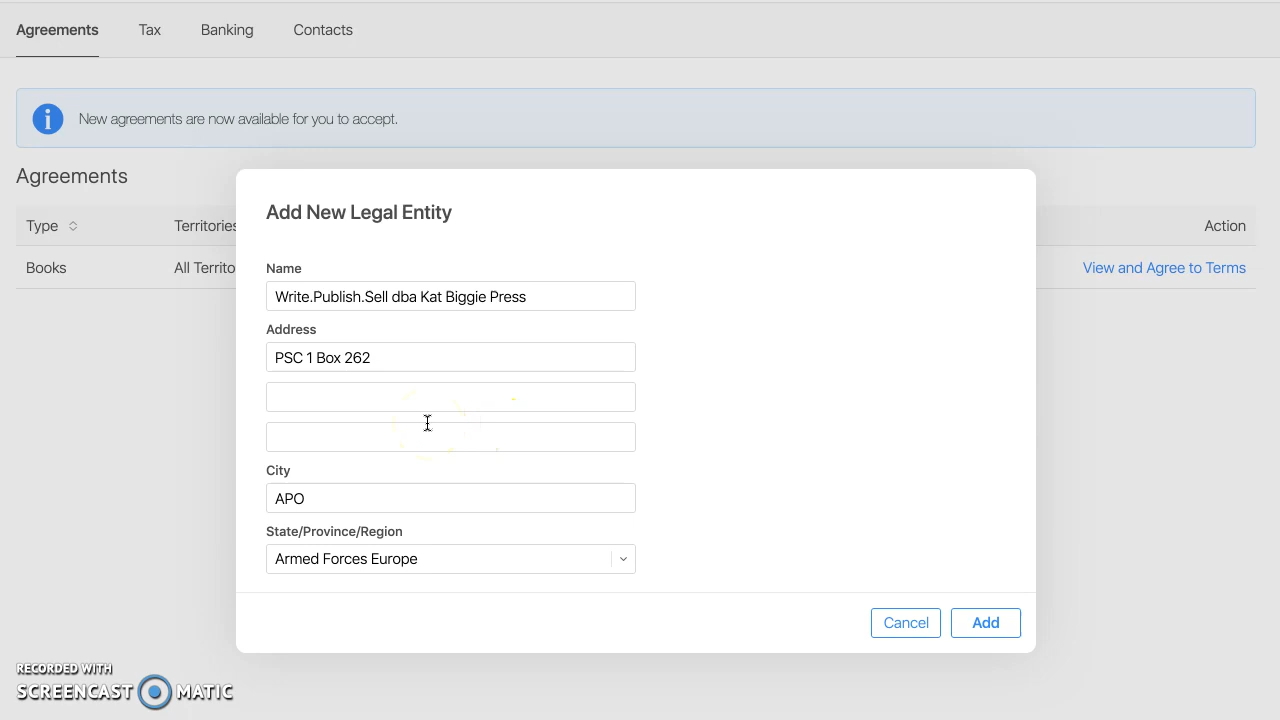 Agreements Tax Banking Contacts
New agreements are now available for you to accept.
Agreements
Type Territories Action
Books All Territo View and Agree to Terms
Add New Legal Entity
Name
Write.Publish.Sell dba Kat Biggie Press
Address
PSC 1 Box 262
City
APO
State/Province/Region
Armed Forces Europe
Cancel Add
RECORDED WITH
SCREENCAST MATIC